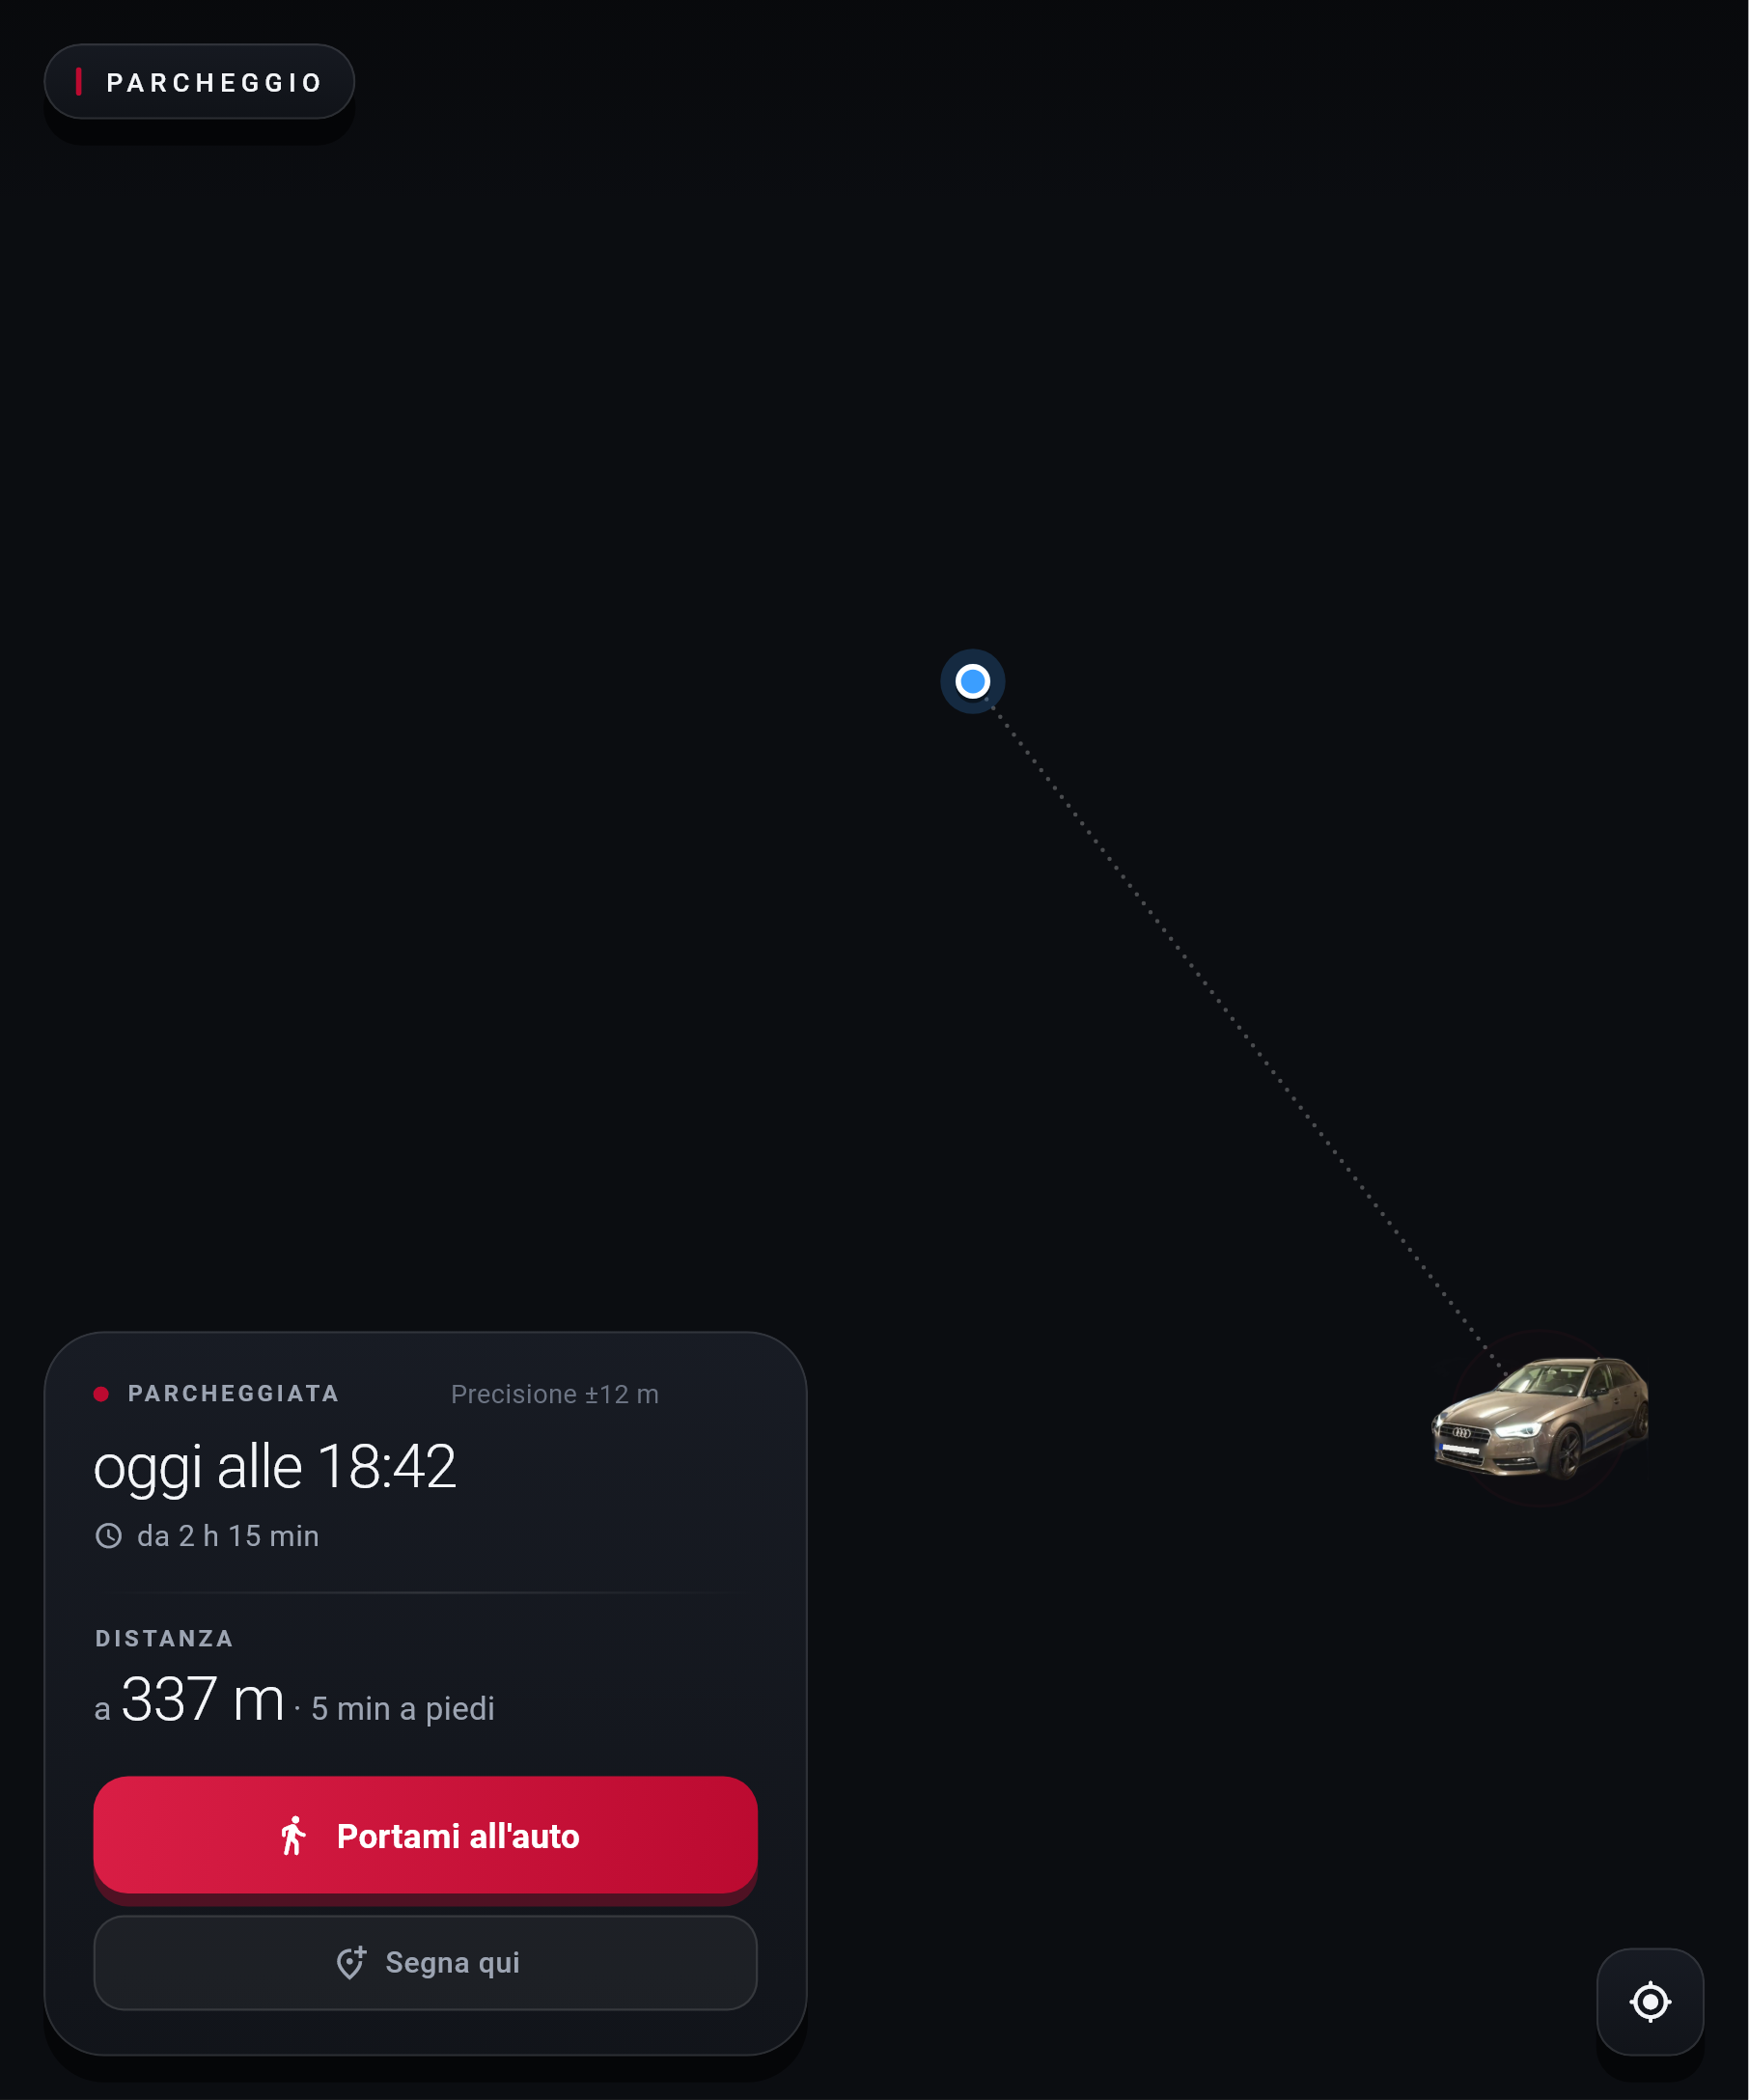 PARCHEGGIO
PARCHEGGIATA
Precisione ±12 m
oggi alle 18:42
da 2 h 15 min
DISTANZA
a 337 m · 5 min a piedi
Portami all'auto
Segna qui